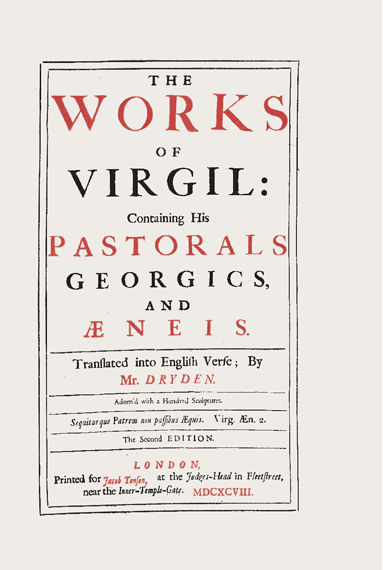 THE
WORKS
OF
VIRGIL:
Containing His
PASTORALS
GEORGICS,
AND
ÆNEIS.
Tranſlated into Engliſh Verſe; By
Mr. DRYDEN.
Adorn'd with a Hundred Sculptures.
Sequiturque Patrem non paſſibus Æquis. Virg. Æn. 2.
The Second EDITION.
LONDON,
Printed for Jacob Tonſon, at the Judges-Head in Fleetſtreet,
near the Inner-Temple-Gate. MDCXCVIII.